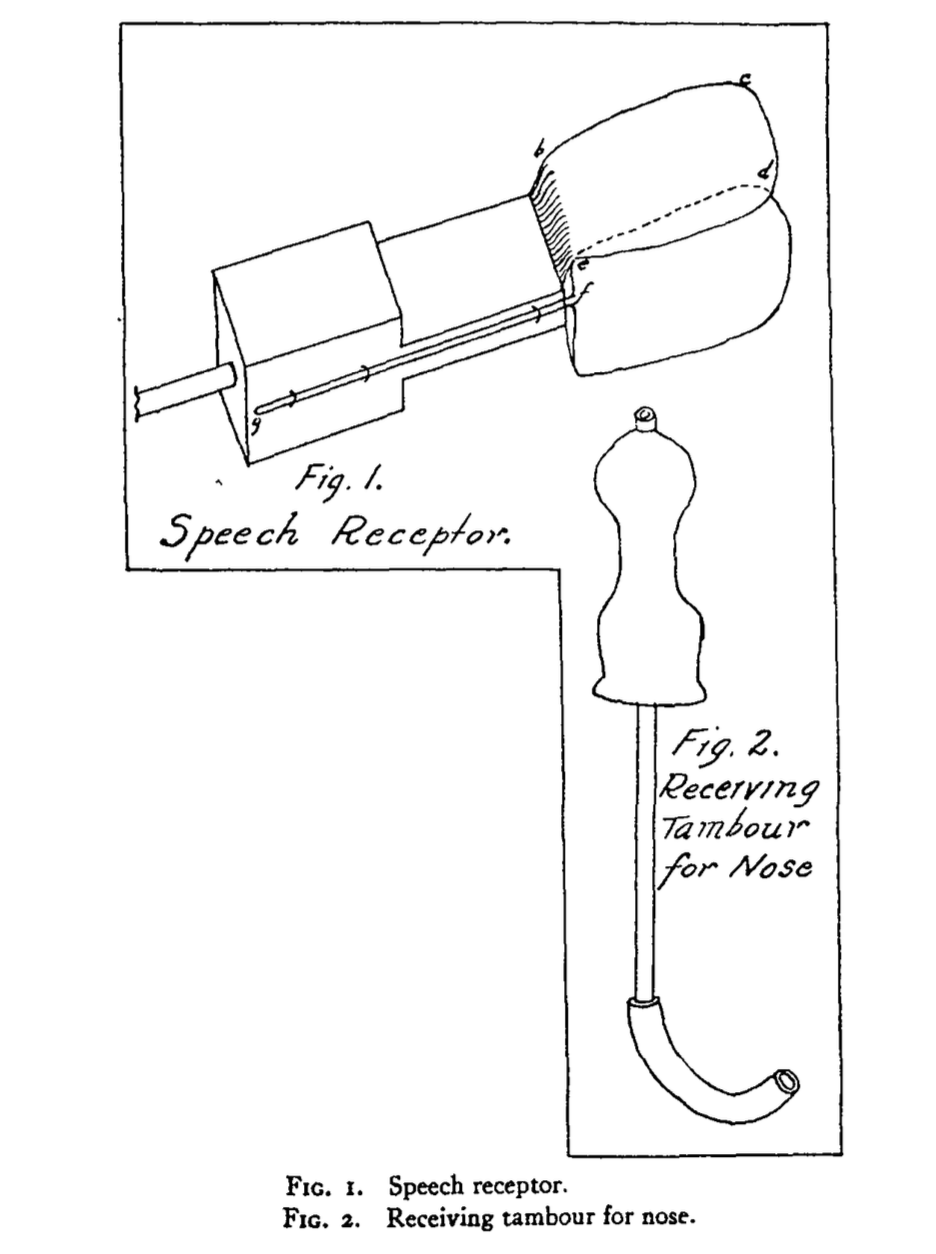 c
b
d
e
f
g
Fig. 1.
Speech Receptor.
Fig. 2.
Receiving
Tambour
for Nose
FIG. 1. Speech receptor.
FIG. 2. Receiving tambour for nose.